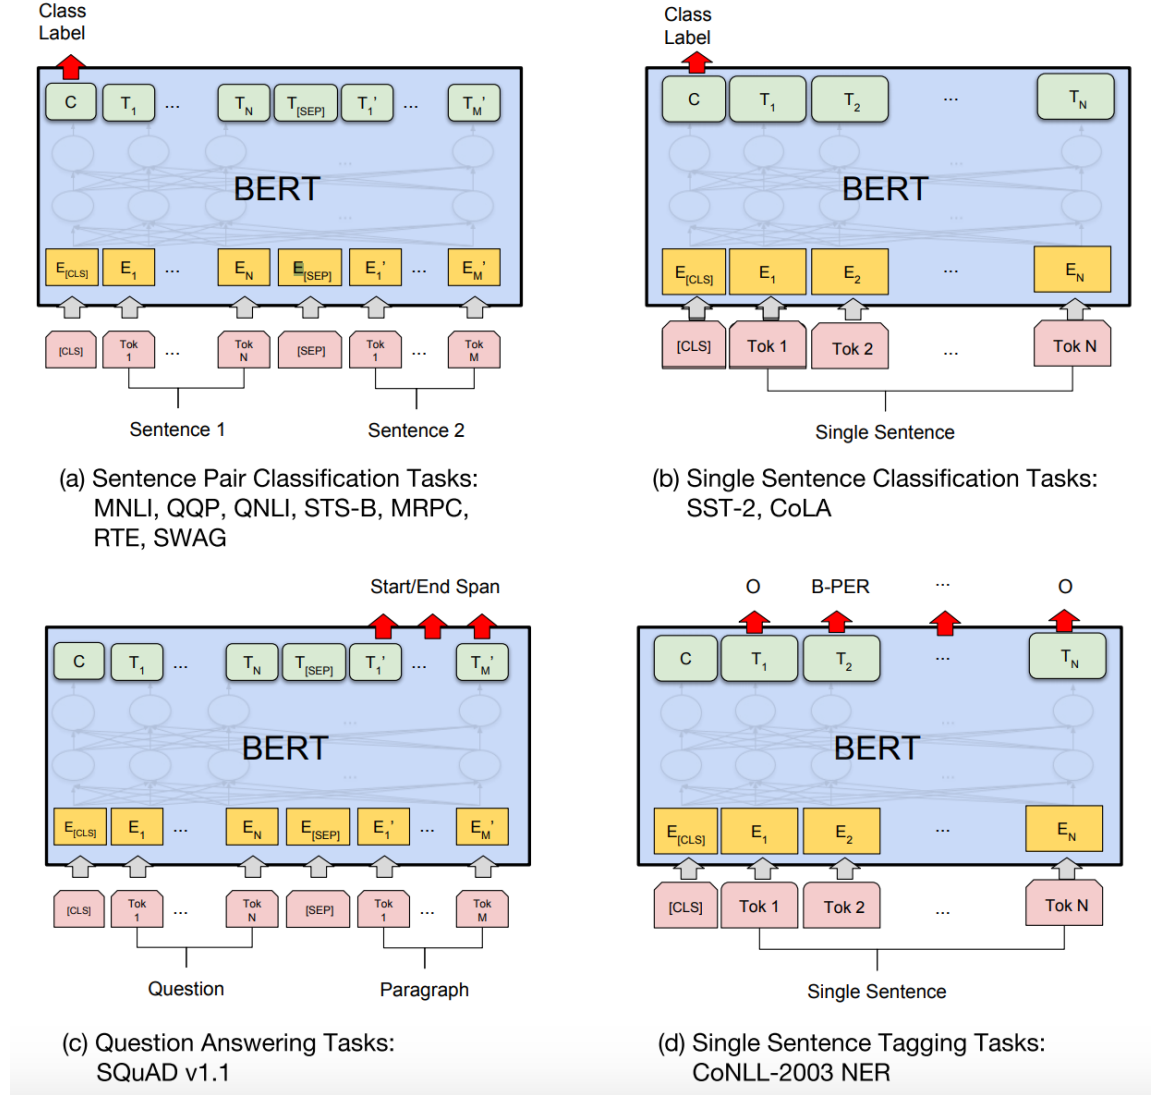 Class
Label
C T1 ... TN T[SEP] T1' ... TM'
...
BERT
...
E[CLS] E1 ... EN E[SEP] E1' ... EM'
[CLS] Tok 1 ... Tok N [SEP] Tok 1 ... Tok M
Sentence 1 Sentence 2
(a) Sentence Pair Classification Tasks:
MNLI, QQP, QNLI, STS-B, MRPC,
RTE, SWAG
Class
Label
C T1 T2 ... TN
...
BERT
...
E[CLS] E1 E2 ... EN
[CLS] Tok 1 Tok 2 ... Tok N
Single Sentence
(b) Single Sentence Classification Tasks:
SST-2, CoLA
Start/End Span
C T1 ... TN T[SEP] T1' ... TM'
...
BERT
...
E[CLS] E1 ... EN E[SEP] E1' ... EM'
[CLS] Tok 1 ... Tok N [SEP] Tok 1 ... Tok M
Question Paragraph
(c) Question Answering Tasks:
SQuAD v1.1
O B-PER ... O
C T1 T2 ... TN
...
BERT
...
E[CLS] E1 E2 ... EN
[CLS] Tok 1 Tok 2 ... Tok N
Single Sentence
(d) Single Sentence Tagging Tasks:
CoNLL-2003 NER